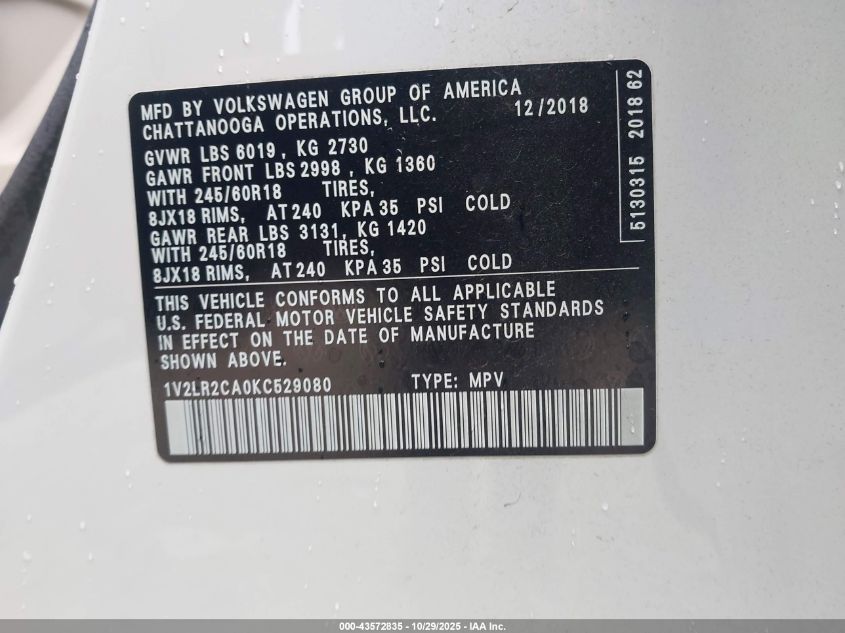 MFD BY VOLKSWAGEN GROUP OF AMERICA
CHATTANOOGA OPERATIONS, LLC. 12/2018
GVWR LBS 6019, KG 2730
GAWR FRONT LBS 2998, KG 1360
WITH 245/60R18 TIRES,
8JX18 RIMS, AT 240 KPA 35 PSI COLD
GAWR REAR LBS 3131, KG 1420
WITH 245/60R18 TIRES,
8JX18 RIMS, AT 240 KPA 35 PSI COLD
THIS VEHICLE CONFORMS TO ALL APPLICABLE
U.S. FEDERAL MOTOR VEHICLE SAFETY STANDARDS
IN EFFECT ON THE DATE OF MANUFACTURE
SHOWN ABOVE.
1V2LR2CA0KC529080 TYPE: MPV
5130315 2018 62
000-43572835 - 10/29/2025 - IAA Inc.